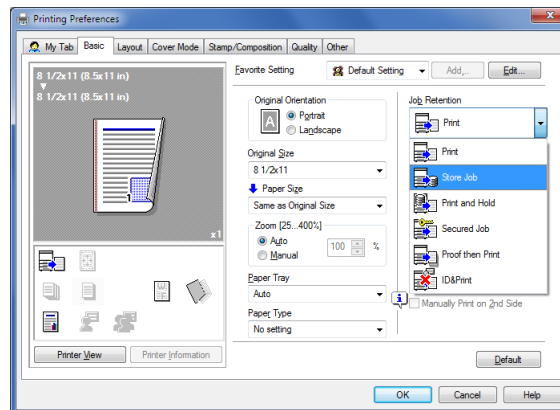 Printing Preferences
My Tab Basic Layout Cover Mode Stamp/Composition Quality Other
8 1/2x11 (8.5x11 in)
8 1/2x11 (8.5x11 in)
1
x1
Printer View Printer Information
Favorite Setting Default Setting Add... Edit...
Original Orientation
A Portrait
Landscape
Original Size
8 1/2x11
Paper Size
Same as Original Size
Zoom [25...400%]
Auto
Manual
100 %
Paper Tray
Auto
Paper Type
No setting
Job Retention
Print
Print
Store Job
Print and Hold
Secured Job
Proof then Print
ID&Print
Manually Print on 2nd Side
Default
OK Cancel Help